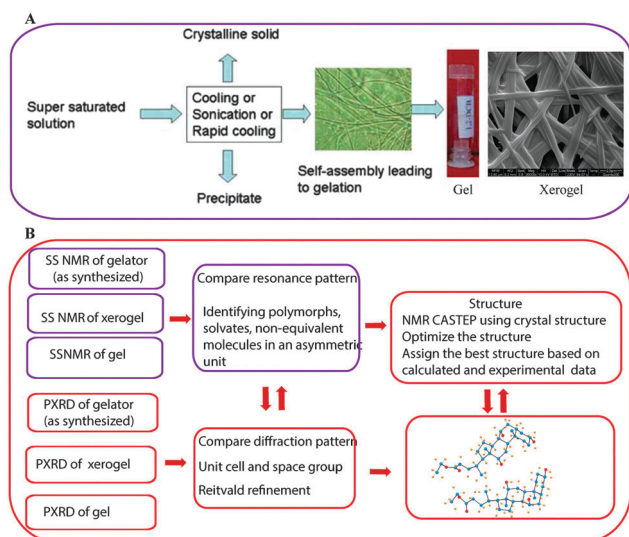 A
Crystalline solid
Super saturated
solution
Cooling or
Sonication or
Rapid cooling
Precipitate
Self-assembly leading
to gelation
Gel
Xerogel
B
SS NMR of gelator
(as synthesized)
SS NMR of xerogel
SSNMR of gel
PXRD of gelator
(as synthesized)
PXRD of xerogel
PXRD of gel
Compare resonance pattern
Identifying polymorphs,
solvates, non-equivalent
molecules in an asymmetric
unit
Compare diffraction pattern
Unit cell and space group
Reitvald refinement
Structure
NMR CASTEP using crystal structure
Optimize the structure
Assign the best structure based on
calculated and experimental data